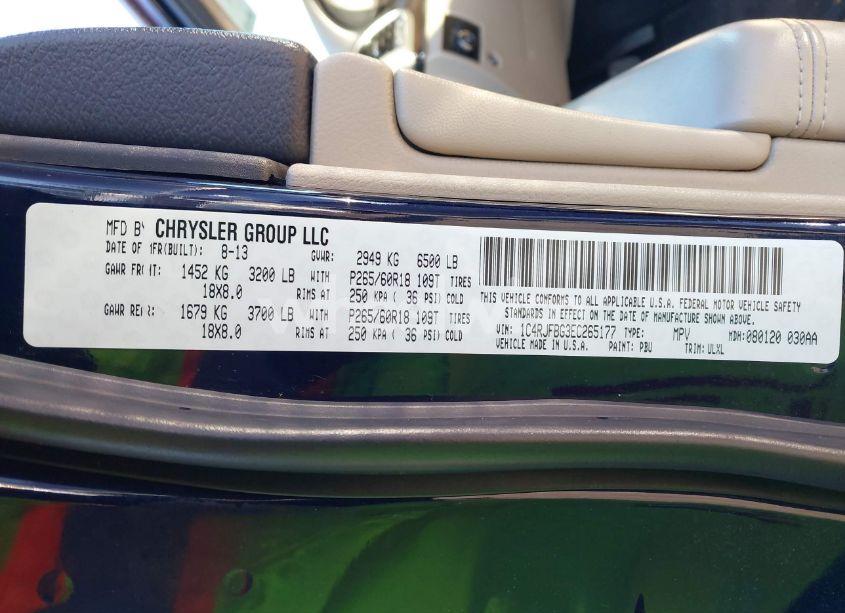 MFD BY CHRYSLER GROUP LLC
DATE OF MFR(BUILT): 8-13 GVWR: 2949 KG 6500 LB
GAWR FRONT: 1452 KG 3200 LB WITH P265/60R18 109T TIRES
18X8.0 RIMS AT 250 KPA ( 36 PSI) COLD
GAWR REAR: 1679 KG 3700 LB WITH P265/60R18 109T TIRES
18X8.0 RIMS AT 250 KPA ( 36 PSI) COLD
THIS VEHICLE CONFORMS TO ALL APPLICABLE U.S.A. FEDERAL MOTOR VEHICLE SAFETY
STANDARDS IN EFFECT ON THE DATE OF MANUFACTURE SHOWN ABOVE.
VIN: 1C4RJFBG3EC265177 TYPE: MPV MDH:080120 030AA
VEHICLE MADE IN U.S.A. PAINT: PBU TRIM: ULXL